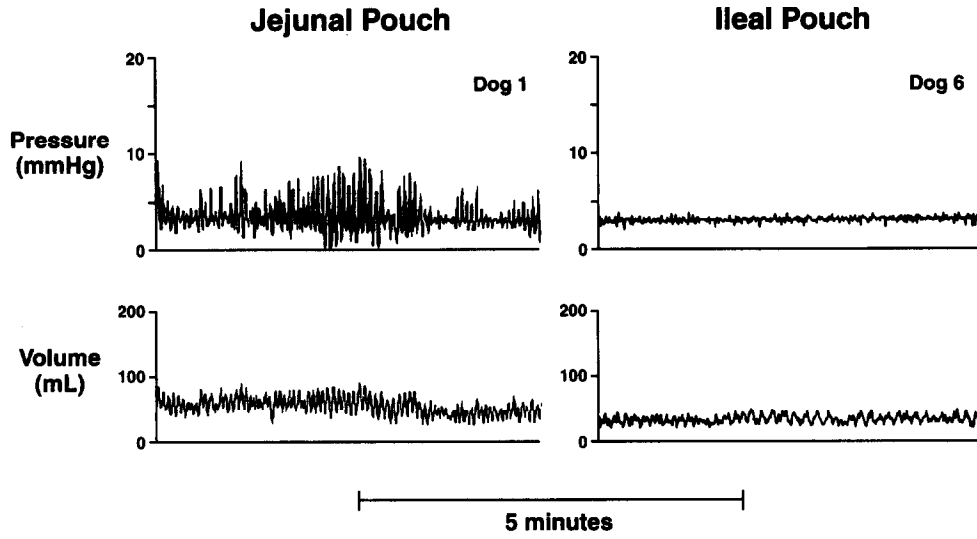 Jejunal Pouch
Ileal Pouch
20
Dog 1
Pressure
(mmHg)
10
0
20
Dog 6
10
0
200
Volume
(mL)
100
0
200
100
0
5 minutes